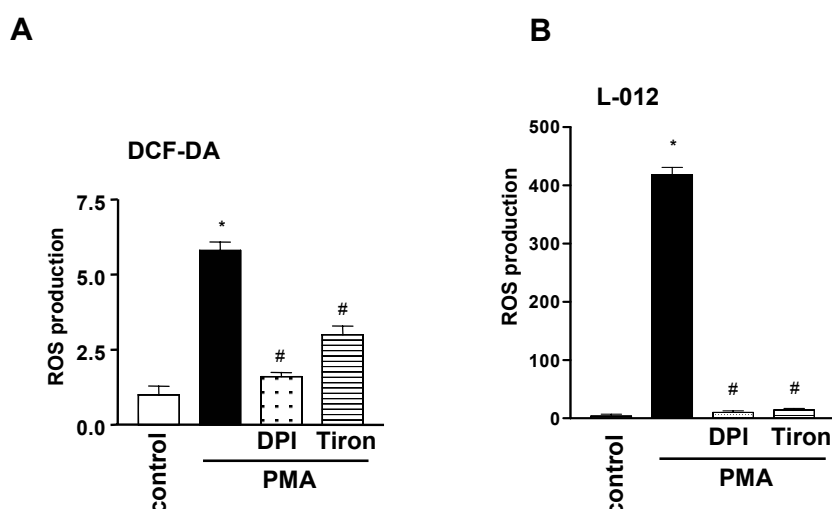 A
DCF-DA
ROS production
7.5
5.0
2.5
0.0
*
#
#
control
DPI
Tiron
PMA
B
L-012
ROS production
500
400
300
200
100
0
*
#
#
control
DPI
Tiron
PMA